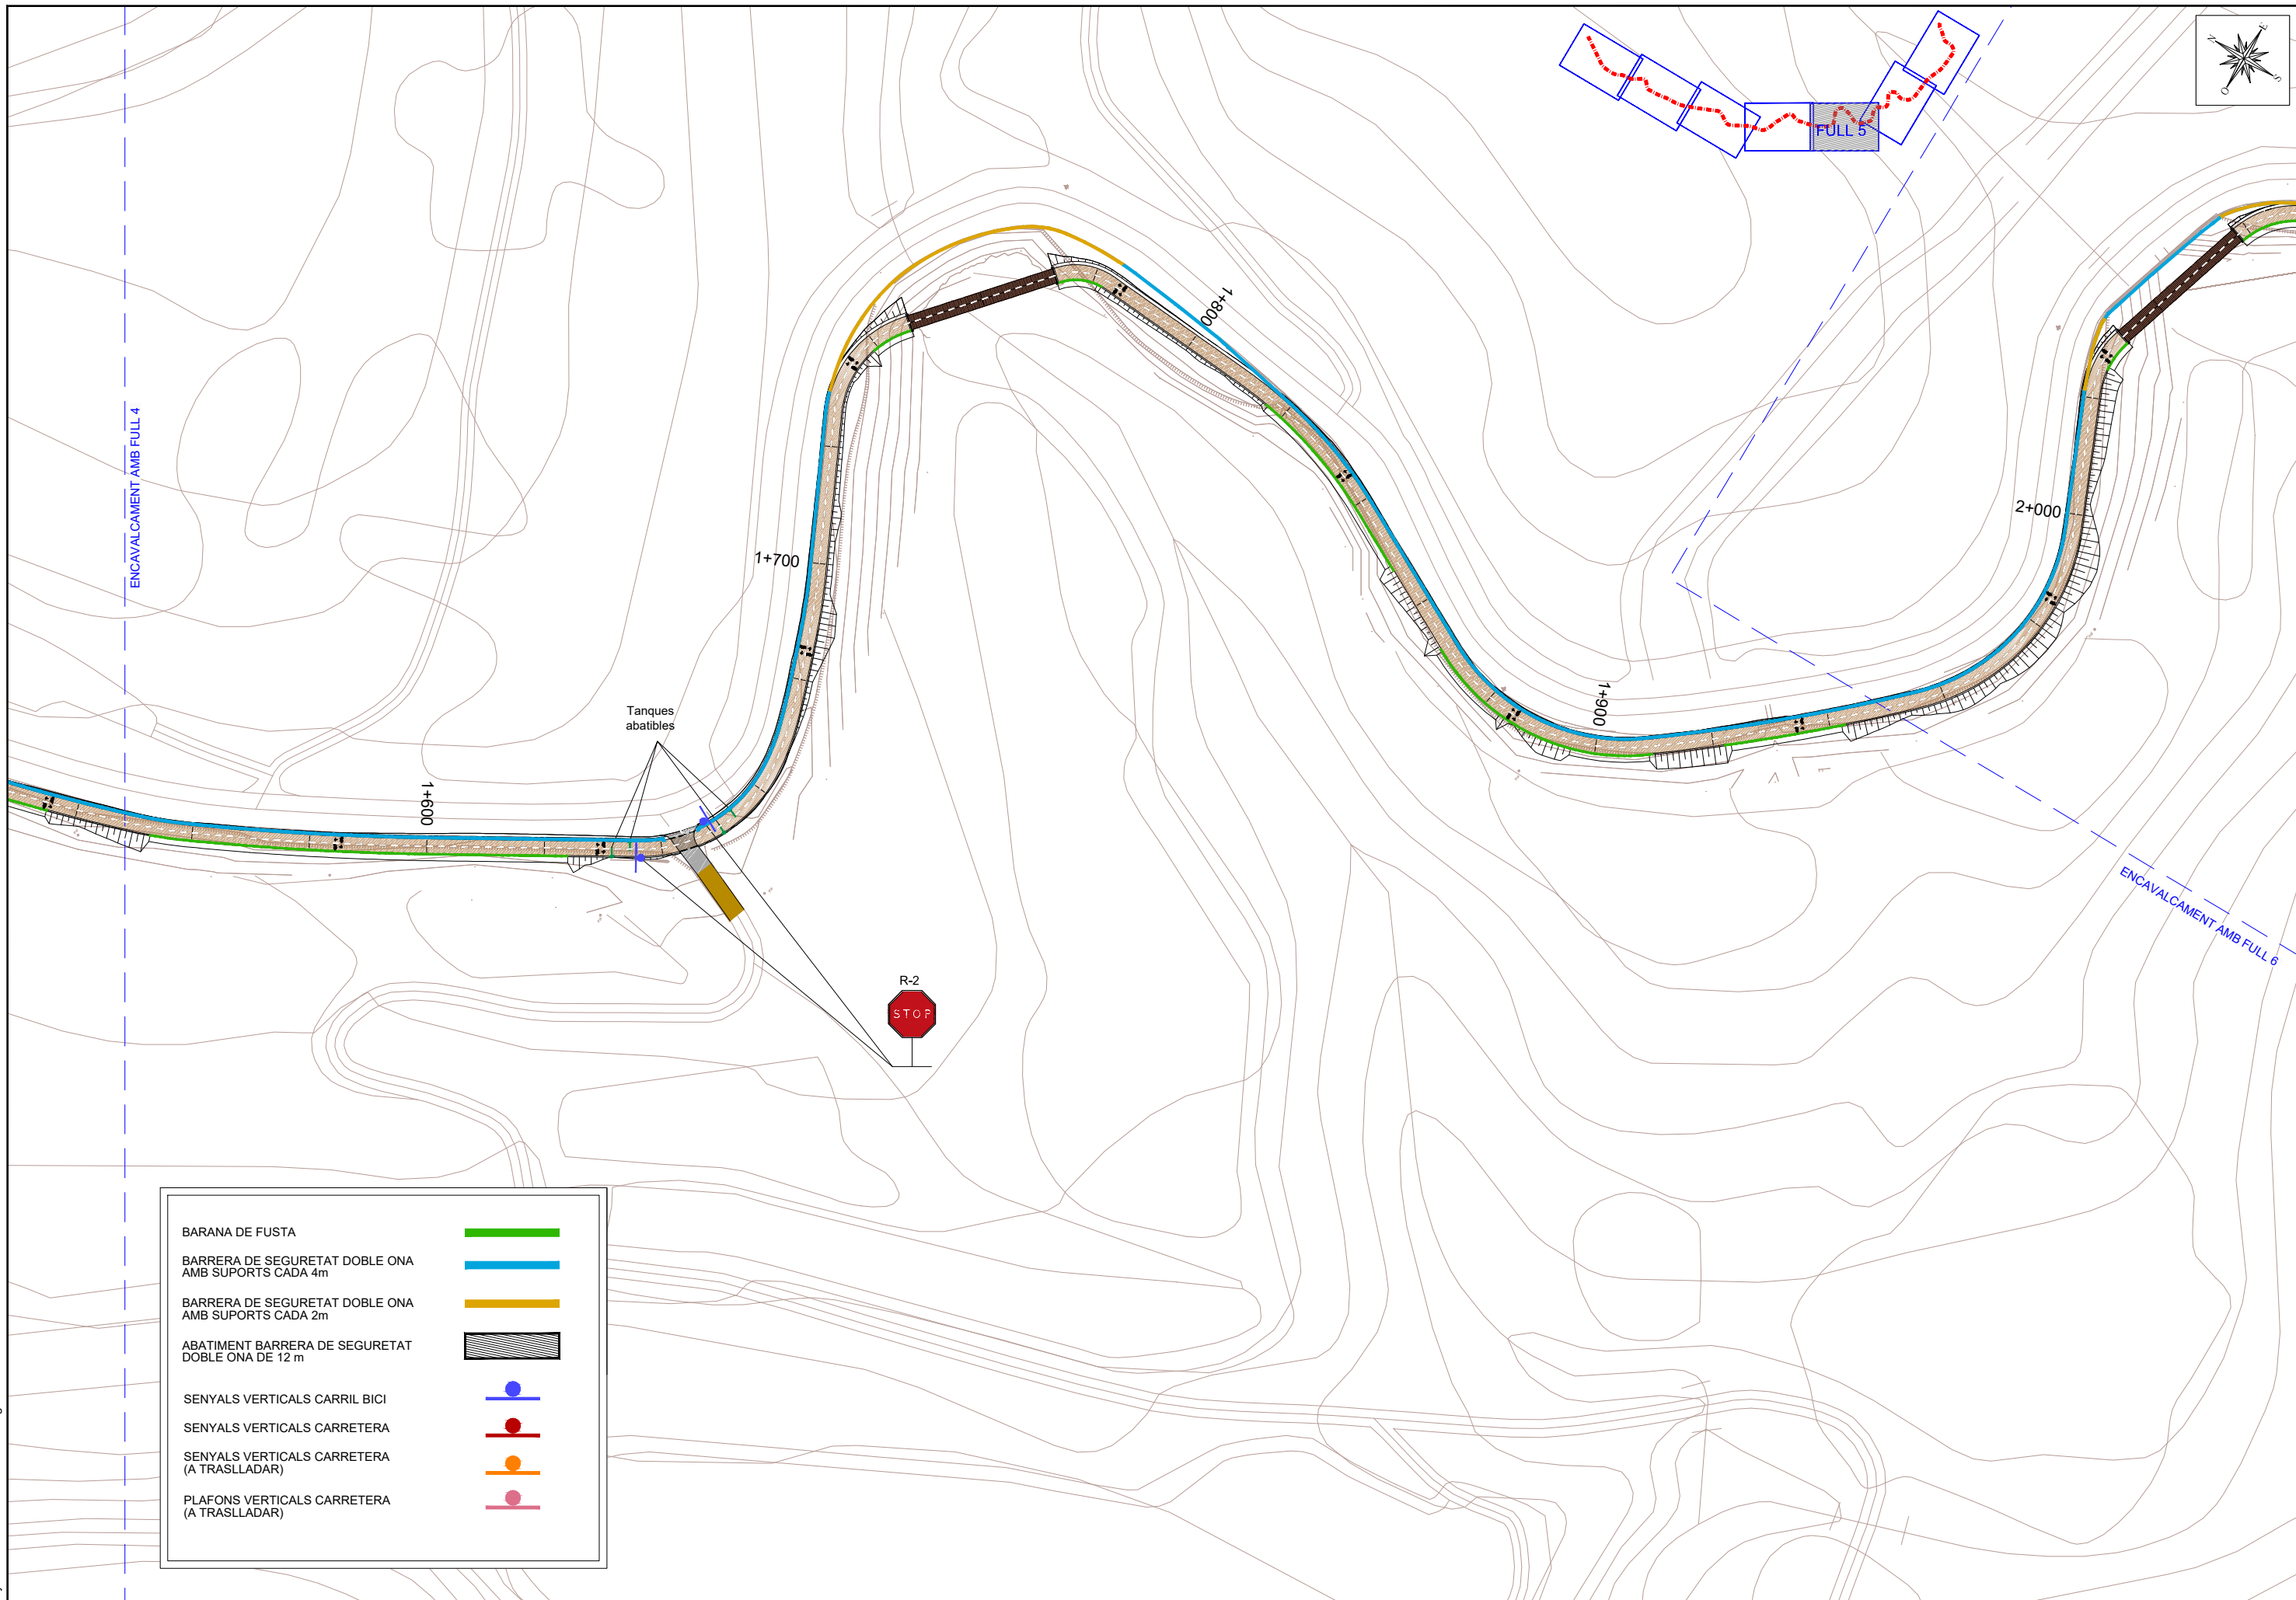 N
E
S
O
FULL 5
ENCAVALCAMENT AMB FULL 4
1+800
2+000
1+700
1+900
Tanques
abatibles
1+600
ENCAVALCAMENT AMB FULL 6
R-2
STOP
BARANA DE FUSTA
BARRERA DE SEGURETAT DOBLE ONA
AMB SUPORTS CADA 4m
BARRERA DE SEGURETAT DOBLE ONA
AMB SUPORTS CADA 2m
ABATIMENT BARRERA DE SEGURETAT
DOBLE ONA DE 12 m
SENYALS VERTICALS CARRIL BICI
SENYALS VERTICALS CARRETERA
SENYALS VERTICALS CARRETERA
(A TRASLLADAR)
PLAFONS VERTICALS CARRETERA
(A TRASLLADAR)